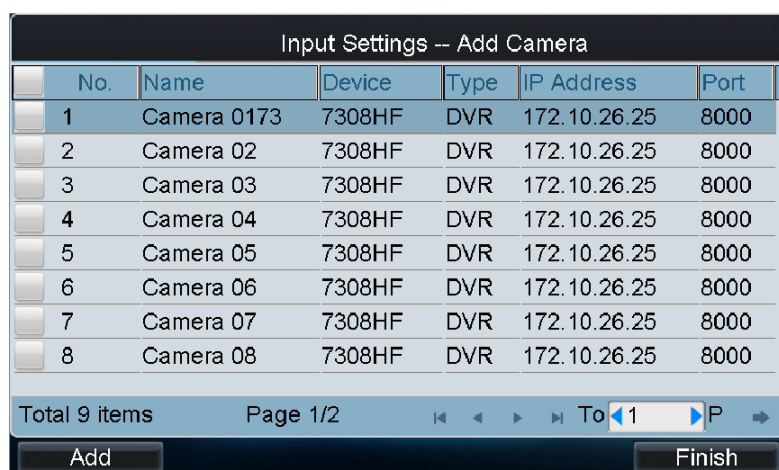 Input Settings -- Add Camera
No. Name Device Type IP Address Port
1 Camera 0173 7308HF DVR 172.10.26.25 8000
2 Camera 02 7308HF DVR 172.10.26.25 8000
3 Camera 03 7308HF DVR 172.10.26.25 8000
4 Camera 04 7308HF DVR 172.10.26.25 8000
5 Camera 05 7308HF DVR 172.10.26.25 8000
6 Camera 06 7308HF DVR 172.10.26.25 8000
7 Camera 07 7308HF DVR 172.10.26.25 8000
8 Camera 08 7308HF DVR 172.10.26.25 8000
Total 9 items Page 1/2 To 1 P
Add Finish